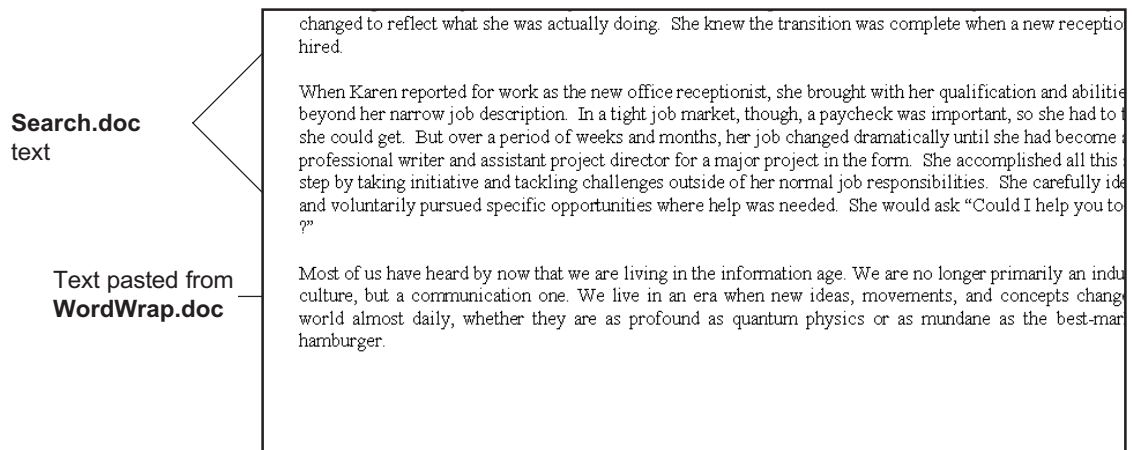 changed to reflect what she was actually doing.  She knew the transition was complete when a new
hired.
When Karen reported for work as the new office receptionist, she brought with her qualification and
beyond her narrow job description.  In a tight job market, though, a paycheck was important, so she had to
she could get.  But over a period of weeks and months, her job changed dramatically until she had become
professional writer and assistant project director for a major project in the form.  She accomplished all this
step by taking initiative and tackling challenges outside of her normal job responsibilities.  She carefully
and voluntarily pursued specific opportunities where help was needed.  She would ask “Could I help you to
?”
Search.doc
text
Most of us have heard by now that we are living in the information age. We are no longer primarily an
culture, but a communication one. We live in an era when new ideas, movements, and concepts
world almost daily, whether they are as profound as quantum physics or as mundane as the
hamburger.
Text pasted from
WordWrap.doc